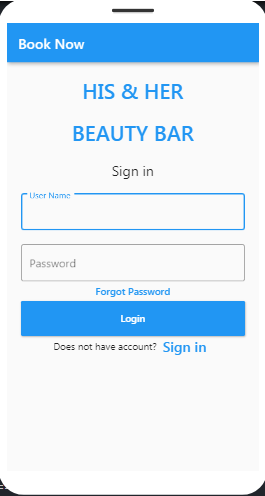 Book Now
HIS & HER
BEAUTY BAR
Sign in
User Name
Password
Forgot Password
Login
Does not have account? Sign in